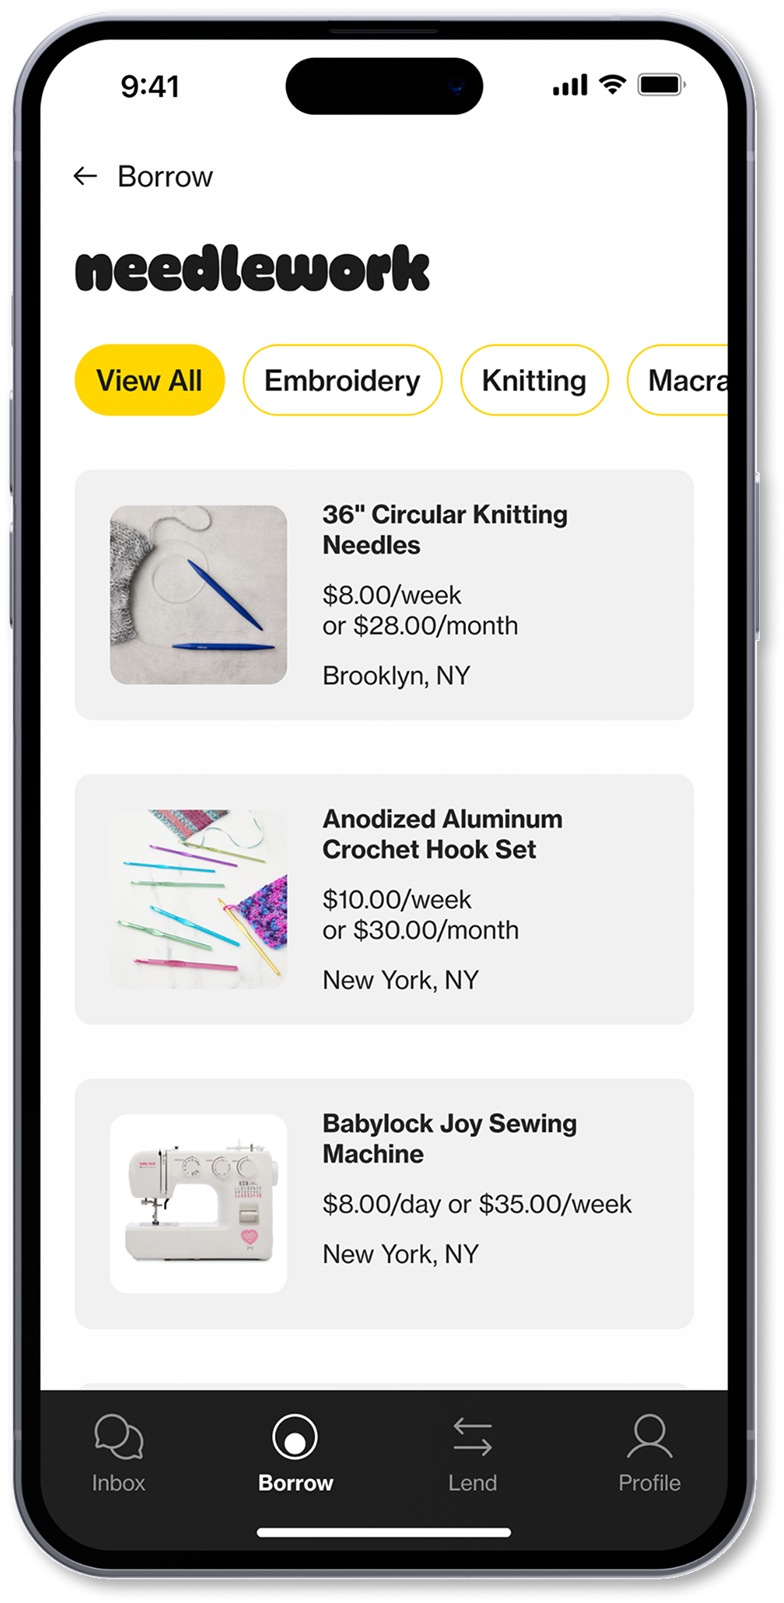 9:41
Borrow
needlework
View All
Embroidery
Knitting
Macra
36" Circular Knitting
Needles
$8.00/week
or $28.00/month
Brooklyn, NY
Anodized Aluminum
Crochet Hook Set
$10.00/week
or $30.00/month
New York, NY
baby lock
Babylock Joy Sewing
Machine
$8.00/day or $35.00/week
New York, NY
Inbox
Borrow
Lend
Profile